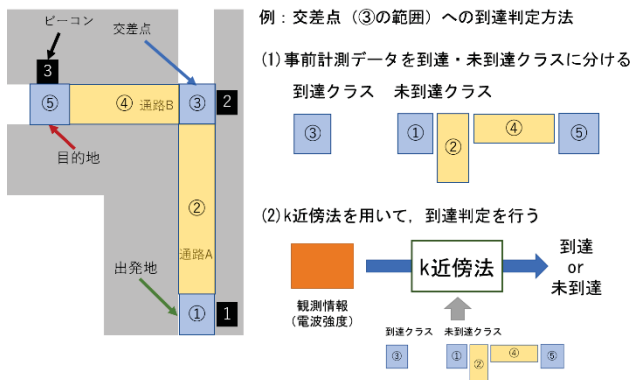 ビーコン
交差点
3
⑤
④
通路B
③
2
目的地
②
通路A
出発地
①
1
例：交差点（③の範囲）への到達判定方法
(1)事前計測データを到達・未到達クラスに分ける
到達クラス 未到達クラス
③ ① ② ④ ⑤
(2)k近傍法を用いて，到達判定を行う
観測情報
(電波強度)
k近傍法
到達
or
未到達
到達クラス 未到達クラス
③ ① ② ④ ⑤